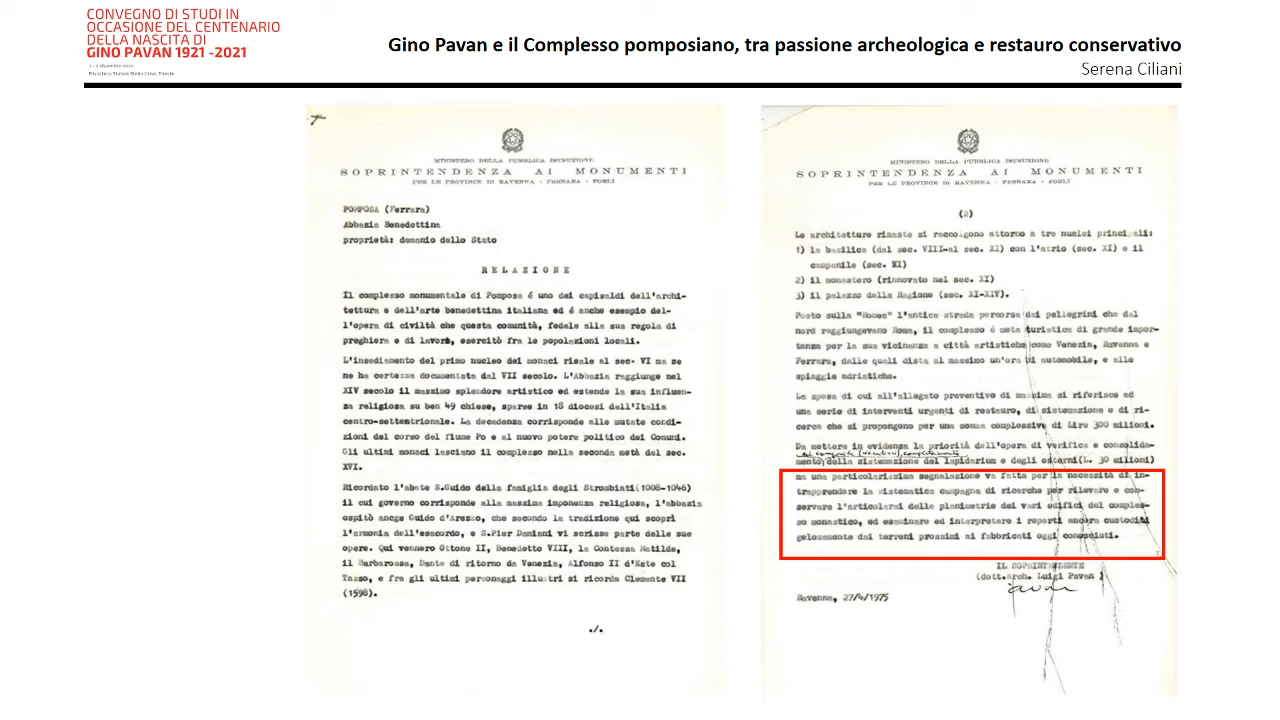 CONVEGNO DI STUDI IN
OCCASIONE DEL CENTENARIO
DELLA NASCITA DI
GINO PAVAN 1921 -2021
Gino Pavan e il Complesso pomposiano, tra passione archeologica e restauro conservativo
Serena Ciliani
MINISTERO DELLA PUBBLICA ISTRUZIONE
SOPRINTENDENZA AI MONUMENTI
PER LE PROVINCE DI RAVENNA - FERRARA - FORLÌ
POMPOSA (Ferrara)
Abbazia Benedettina
proprietà: demanio dello Stato
RELAZIONE
Il complesso monumentale di Pomposa é uno dei capisaldi dell'archi-
tettura e dell'arte benedettina italiana ed é anche esempio del-
l'opera di civiltà che questa comunità, fedele alla sua regola di
preghiera e di lavoro, esercitò fra le popolazioni locali.
L'insediamento del primo nucleo dei monaci risale al sec. VI ma se
ne ha certezza documentata dal VII secolo. L'Abbazia raggiunge nel
XIV secolo il massimo splendore artistico ed estende la sua influen-
za religiosa su ben 49 chiese, sparse in 18 diocesi dell'Italia
centro-settentrionale. La decadenza corrisponde alle mutate condi-
zioni del corso del fiume Po e al nuovo potere politico dei Comuni.
Gli ultimi monaci lasciano il complesso nella seconda metà del sec.
XVI.
Ricordato l'abate S.Guido della famiglia degli Strambiati(1008-1046)
il cui governo corrisponde alla massima imponenza religiosa, l'abbazia
ospitò ancge Guido d'Arezzo, che secondo la tradizione qui scoprì
l'armonia dell'esacordo, e S.Pier Damiani vi scrisse parte delle sue
opere. Qui vennero Ottone II, Benedetto VIII, la Contessa Matilde,
il Barbarossa, Dante di ritorno da Venezia, Alfonso II d'Este col
Tasso, e fra gli ultimi personaggi illustri si ricorda Clemente VII
(1598).
./.
MINISTERO DELLA PUBBLICA ISTRUZIONE
SOPRINTENDENZA AI MONUMENTI
PER LE PROVINCE DI RAVENNA - FERRARA - FORLÌ
(2)
Le architetture rimaste si raccolgono attorno a tre nuclei principali:
1) la basilica (dal sec. VIII-al sec. XI) con l'atrio (sec. XI) e il
campanile (sec. XI)
2) il monastero (rinnovato nel sec. XI)
3) il palazzo della Ragione (sec. XI-XIV).
Posto sulla "Romea" l'antica strada percorsa dai pellegrini che dal
nord raggiungevano Roma, il complesso é meta turistica di grande impor-
tanza per la sua vicinanza a città artistiche come Venezia, Ravenna e
Ferrara, dalle quali dista al massimo un'ora di automobile, e alle
spiaggie adriatiche.
La spesa di cui all'allegato preventivo di massima si riferisce ad
una serie di interventi urgenti di restauro, di sistemazione e di ri-
cerca che si propongono per una somma complessiva di Lire 300 milioni.
Da mettere in evidenza la priorità dell'opera di verifica e consolida-
mento della sistemazione del lapidarium e degli esterni(L. 30 milioni)
ma una particolarissima segnalazione va fatta per la necessità di in-
trapprendere la sistematica campagna di ricerche per rilevare e con-
servare l'articolarsi delle planimetrie dei vari edifici del comples-
so monastico, ed esaminare ed interpretare i reperti ancora custoditi
gelosamente dai terreni prossimi ai fabbricati oggi conosciuti.
IL SOPRINTENDENTE
(dott.arch. Luigi Pavan )
Pavan
Ravenna, 27/4/1975